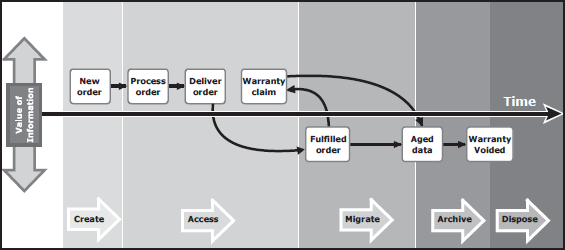 New
order
Process
order
Deliver
order
Warranty
claim
Value of
Information
Time
Fulfilled
order
Aged
data
Warranty
Voided
Create
Access
Migrate
Archive
Dispose